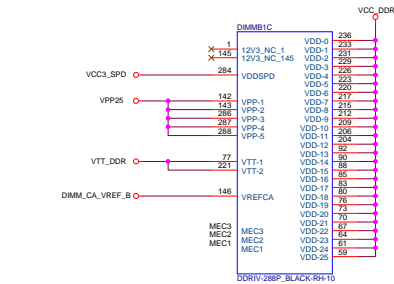 VCC_DDR
DIMMB1C
1 12V3_NC_1 VDD-0 236
145 12V3_NC_145 VDD-1 233
VDD-2 231
VCC3_SPD 284 VDDSPD VDD-3 229
VDD-4 226
VDD-5 223
VDD-6 220
VPP25 142 VPP-1 VDD-7 217
143 VPP-2 VDD-8 215
286 VPP-3 VDD-9 212
287 VPP-4 VDD-10 209
288 VPP-5 VDD-11 206
VDD-12 204
VDD-13 92
VTT_DDR 77 VTT-1 VDD-14 90
221 VTT-2 VDD-15 88
VDD-16 85
VDD-17 83
DIMM_CA_VREF_B 146 VREFCA VDD-18 80
VDD-19 76
VDD-20 73
VDD-21 70
MEC3 MEC3 VDD-22 67
MEC2 MEC2 VDD-23 64
MEC1 MEC1 VDD-24 61
VDD-25 59
DDRIV-288P_BLACK-RH-10